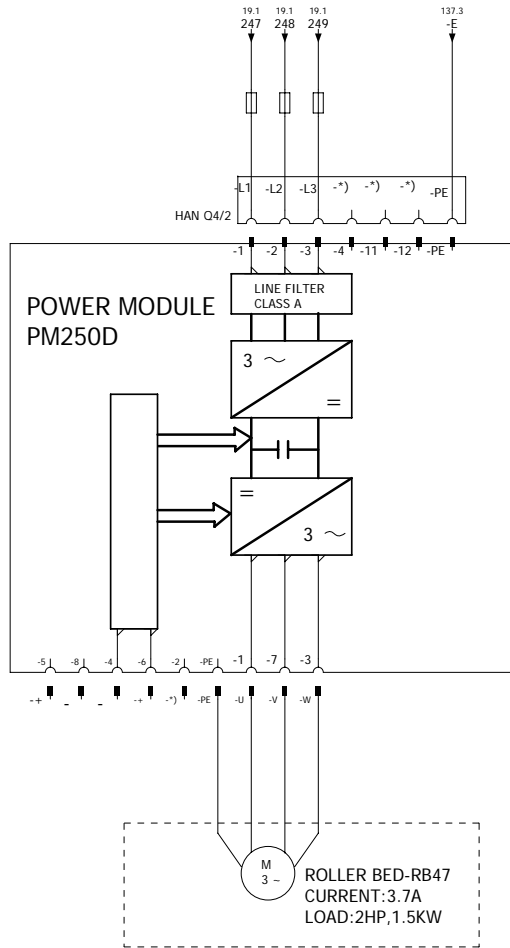 19.1 19.1 19.1 137.3
247 248 249 -E
-L1 -L2 -L3 -*) -*) -*) -PE
HAN Q4/2
-1 -2 -3 -4 -11 -12 -PE
LINE FILTER
CLASS A
POWER MODULE
PM250D
3 ~
=
=
3 ~
-5 -8 -4 -6 -2 -PE -1 -7 -3
-+ - - -+ -*) -PE -U -V -W
M
3 ~
ROLLER BED-RB47
CURRENT:3.7A
LOAD:2HP,1.5KW